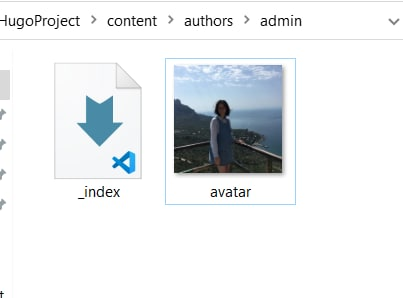 HugoProject > content > authors > admin
_index
avatar
t